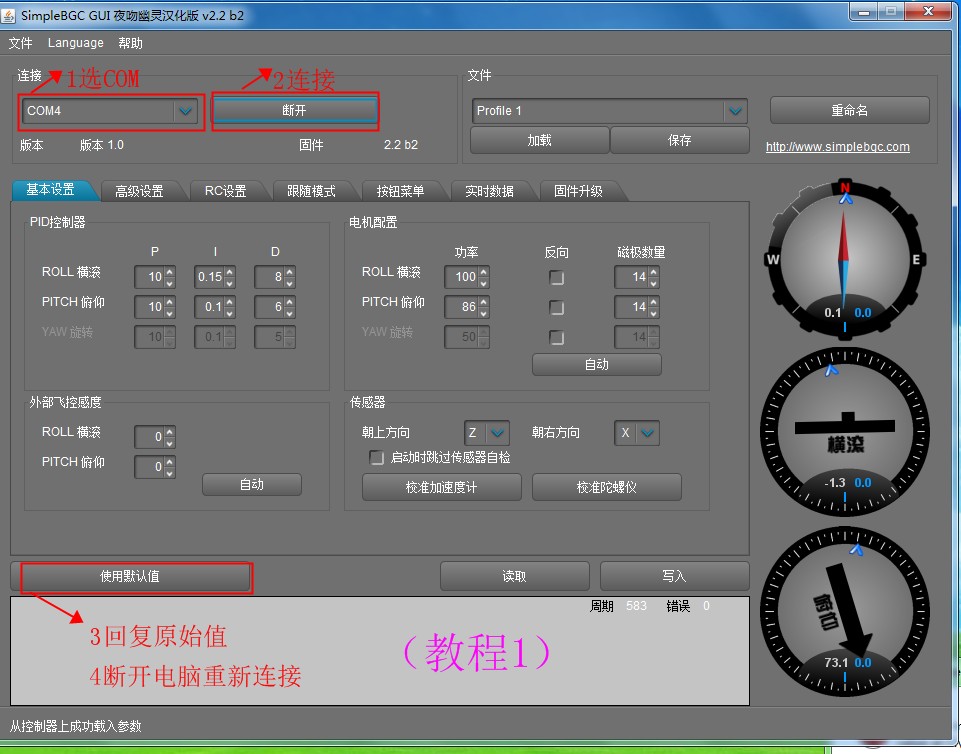 SimpleBGC GUI 夜吻幽灵汉化版 v2.2 b2
文件 Language 帮助
连接 1选COM 2连接 文件
COM4 断开 Profile 1 重命名
加载 保存
版本 版本 1.0 固件 2.2 b2 http://www.simplebgc.com
基本设置 高级设置 RC设置 跟随模式 按钮菜单 实时数据 固件升级
PID控制器 电机配置
P I D 功率 反向 磁极数量
ROLL 横滚 10 0.15 8 ROLL 横滚 100 14
PITCH 俯仰 10 0.1 6 PITCH 俯仰 86 14
YAW 旋转 10 0.1 5 YAW 旋转 50 14
自动
外部飞控感度 传感器
ROLL 横滚 0 朝上方向 Z 朝右方向 X
PITCH 俯仰 0 启动时跳过传感器自检
自动 校准加速度计 校准陀螺仪
N
W E
0.1 0.0
横滚
-1.3 0.0
俯仰
73.1 0.0
使用默认值 读取 写入
周期 583 错误 0
3回复原始值
4断开电脑重新连接
（教程1）
从控制器上成功载入参数